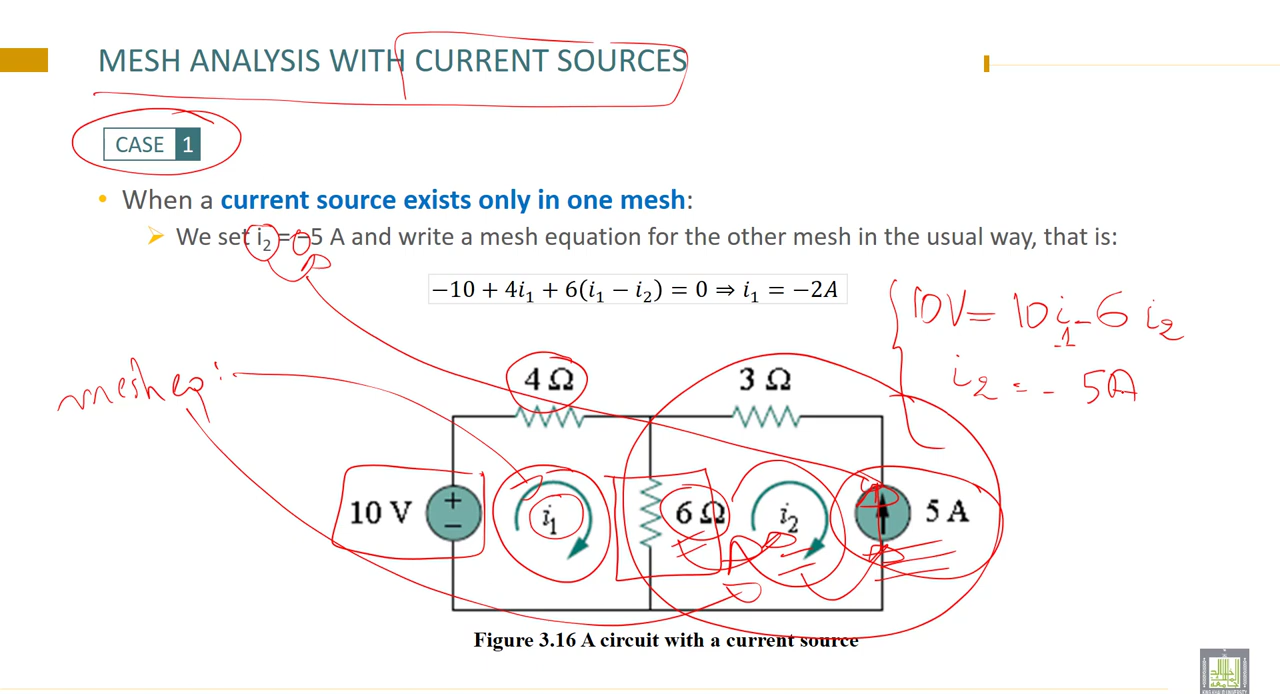 MESH ANALYSIS WITH CURRENT SOURCES
CASE 1
• When a current source exists only in one mesh:
We set i₂ = −5 A and write a mesh equation for the other mesh in the usual way, that is:
−10 + 4i₁ + 6(i₁ − i₂) = 0 ⇒ i₁ = −2A
10V = 10i₁ - 6i₂
i₂ = - 5A
mesh eq:
4 Ω
3 Ω
10 V
+
−
i₁
6 Ω
i₂
5 A
Figure 3.16 A circuit with a current source